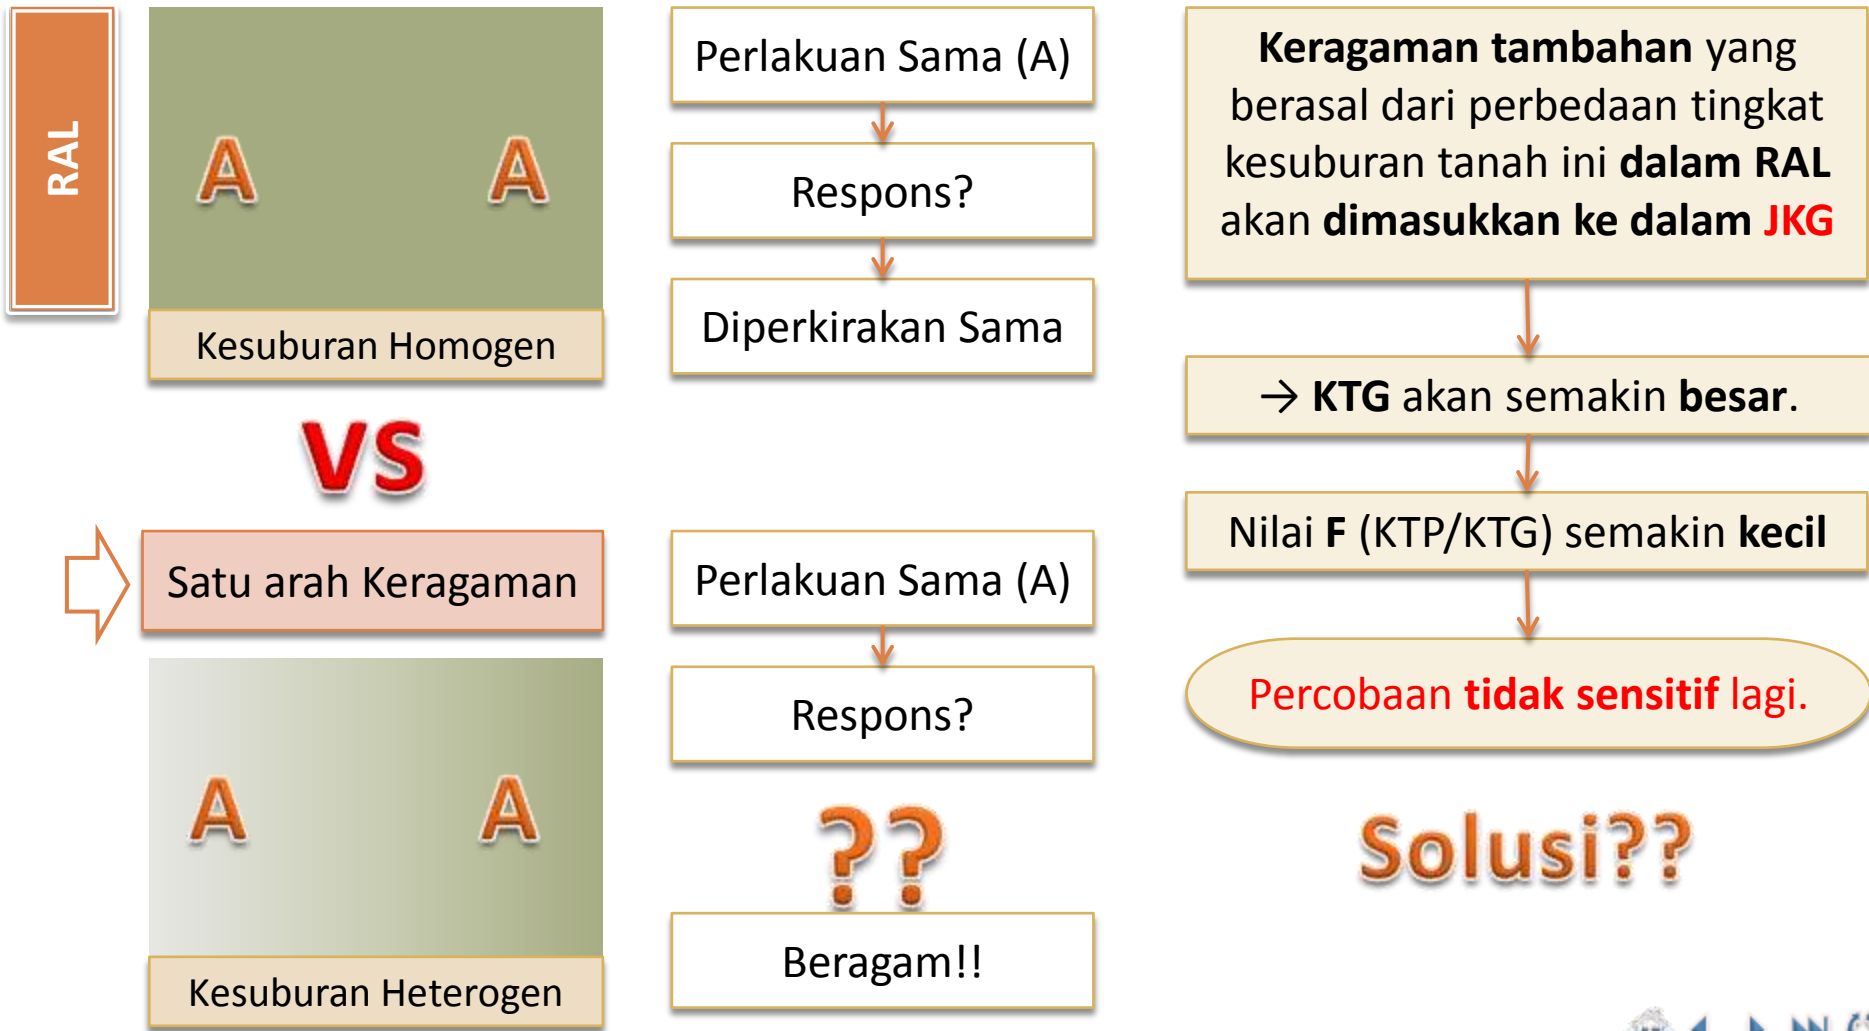 RAL
A A
Kesuburan Homogen
VS
Satu arah Keragaman
A A
Kesuburan Heterogen
Perlakuan Sama (A)
Respons?
Diperkirakan Sama
Perlakuan Sama (A)
Respons?
??
Beragam!!
Keragaman tambahan yang
berasal dari perbedaan tingkat
kesuburan tanah ini dalam RAL
akan dimasukkan ke dalam JKG
→ KTG akan semakin besar.
Nilai F (KTP/KTG) semakin kecil
Percobaan tidak sensitif lagi.
Solusi??